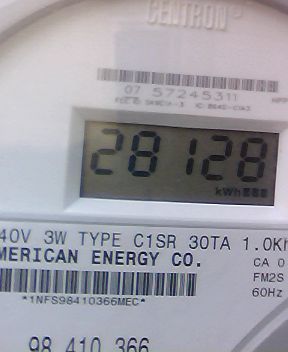 CENTRON®
07 57245311
28128
kWh
40V 3W TYPE C1SR 30TA 1.0Kh
MERICAN ENERGY CO.
CA 0
FM2S
60Hz
*1NFS98410366MEC*
98 410 366